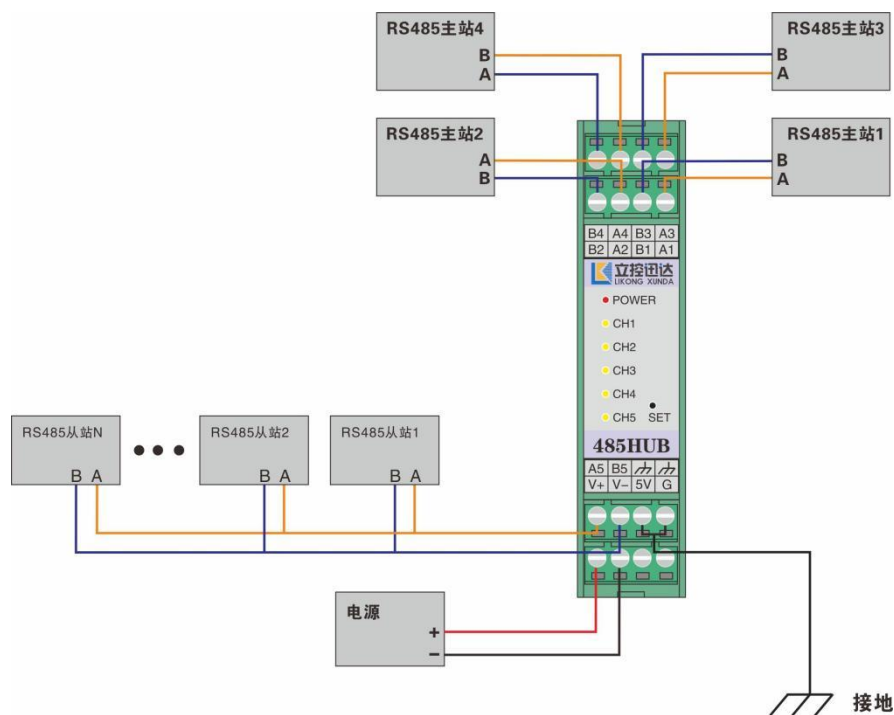 RS485主站4
B
A
RS485主站3
B
A
RS485主站2
A
B
RS485主站1
B
A
B4 A4 B3 A3
B2 A2 B1 A1
立控迅达
LIKONG XUNDA
POWER
CH1
CH2
CH3
CH4
CH5 SET
485HUB
A5 B5
V+ V- 5V G
RS485从站N
B A
RS485从站2
B A
RS485从站1
B A
电源
+
-
接地